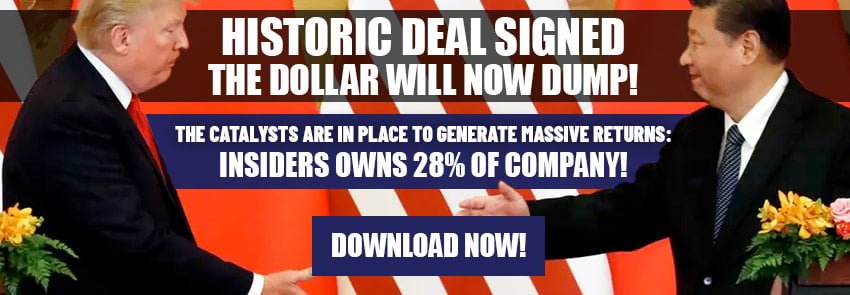 HISTORIC DEAL SIGNED
THE DOLLAR WILL NOW DUMP!
THE CATALYSTS ARE IN PLACE TO GENERATE MASSIVE RETURNS:
INSIDERS OWNS 28% OF COMPANY!
DOWNLOAD NOW!